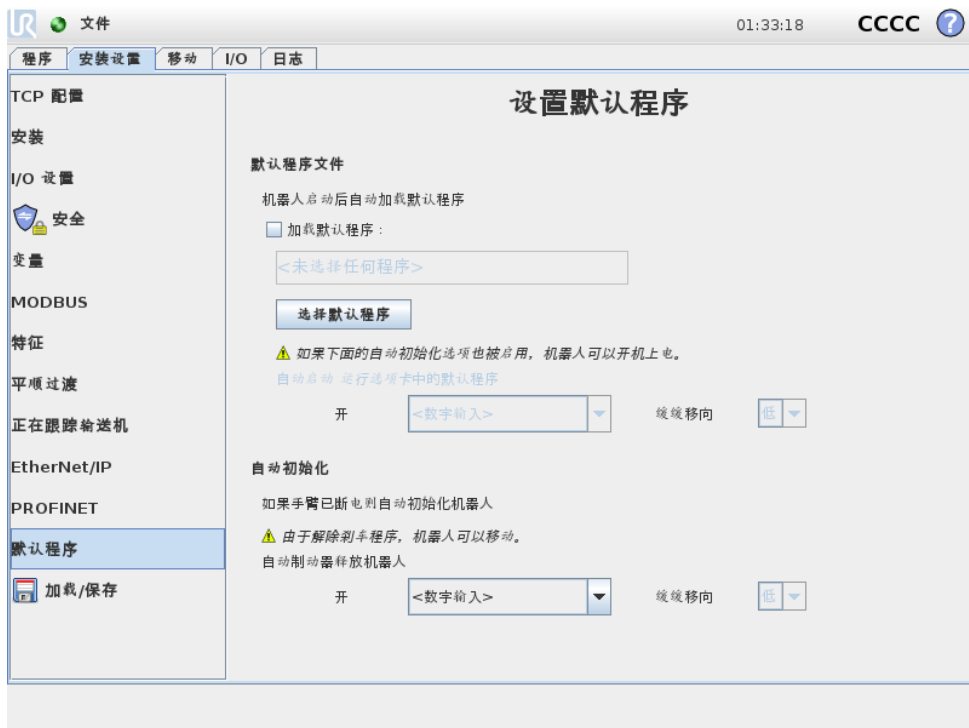 UR 文件 01:33:18 CCCC ?
程序 安装设置 移动 I/O 日志
TCP 配置
安装
I/O 设置
安全
变量
MODBUS
特征
平顺过渡
正在跟踪输送机
EtherNet/IP
PROFINET
默认程序
加载/保存
设置默认程序
默认程序文件
机器人启动后自动加载默认程序
加载默认程序：
<未选择任何程序>
选择默认程序
如果下面的自动初始化选项也被启用，机器人可以开机上电。
自动启动 运行选项卡中的默认程序
开 <数字输入> 缓缓移向 低
自动初始化
如果手臂已断电则自动初始化机器人
由于解除刹车程序，机器人可以移动。
自动制动器释放机器人
开 <数字输入> 缓缓移向 低